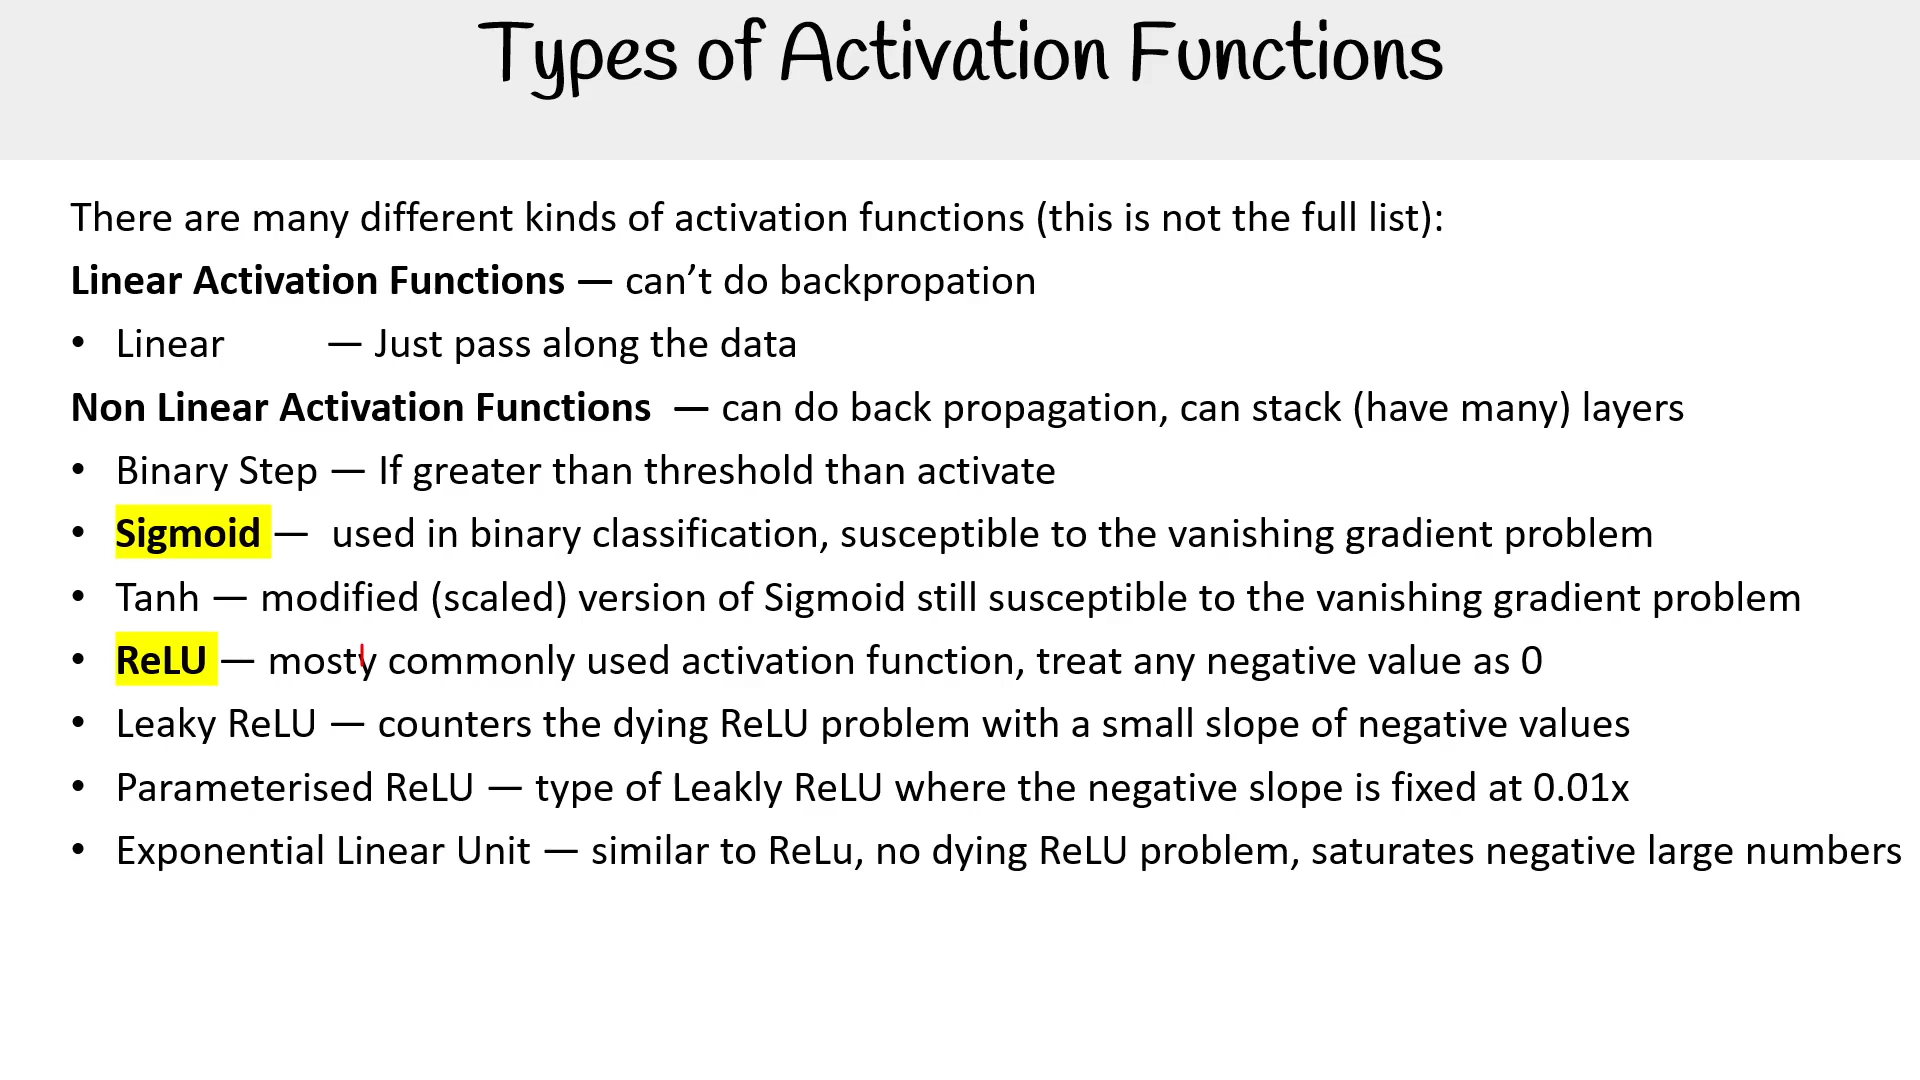 Types of Activation Functions
There are many different kinds of activation functions (this is not the full list):
Linear Activation Functions — can’t do backpropation
• Linear — Just pass along the data
Non Linear Activation Functions — can do back propagation, can stack (have many) layers
• Binary Step — If greater than threshold than activate
• Sigmoid — used in binary classification, susceptible to the vanishing gradient problem
• Tanh — modified (scaled) version of Sigmoid still susceptible to the vanishing gradient problem
• ReLU — mosty commonly used activation function, treat any negative value as 0
• Leaky ReLU — counters the dying ReLU problem with a small slope of negative values
• Parameterised ReLU — type of Leakly ReLU where the negative slope is fixed at 0.01x
• Exponential Linear Unit — similar to ReLu, no dying ReLU problem, saturates negative large numbers